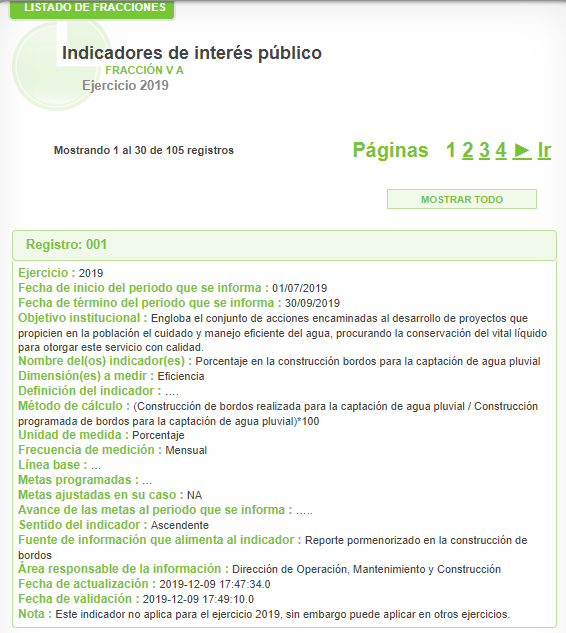 LISTADO DE FRACCIONES
Indicadores de interés público
FRACCIÓN V A
Ejercicio 2019
Mostrando 1 al 30 de 105 registros
Páginas 1 2 3 4 ► Ir
MOSTRAR TODO
Registro: 001
Ejercicio : 2019
Fecha de inicio del periodo que se informa : 01/07/2019
Fecha de término del periodo que se informa : 30/09/2019
Objetivo institucional : Engloba el conjunto de acciones encaminadas al desarrollo de proyectos que
propicien en la población el cuidado y manejo eficiente del agua, procurando la conservación del vital líquido
para otorgar este servicio con calidad.
Nombre del(os) indicador(es) : Porcentaje en la construcción bordos para la captación de agua pluvial
Dimensión(es) a medir : Eficiencia
Definición del indicador : ....
Método de cálculo : (Construcción de bordos realizada para la captación de agua pluvial / Construcción
programada de bordos para la captación de agua pluvial)*100
Unidad de medida : Porcentaje
Frecuencia de medición : Mensual
Línea base : ...
Metas programadas : ...
Metas ajustadas en su caso : NA
Avance de las metas al periodo que se informa : .....
Sentido del indicador : Ascendente
Fuente de información que alimenta al indicador : Reporte pormenorizado en la construcción de
bordos
Área responsable de la información : Dirección de Operación, Mantenimiento y Construcción
Fecha de actualización : 2019-12-09 17:47:34.0
Fecha de validación : 2019-12-09 17:49:10.0
Nota : Este indicador no aplica para el ejercicio 2019, sin embargo puede aplicar en otros ejercicios.